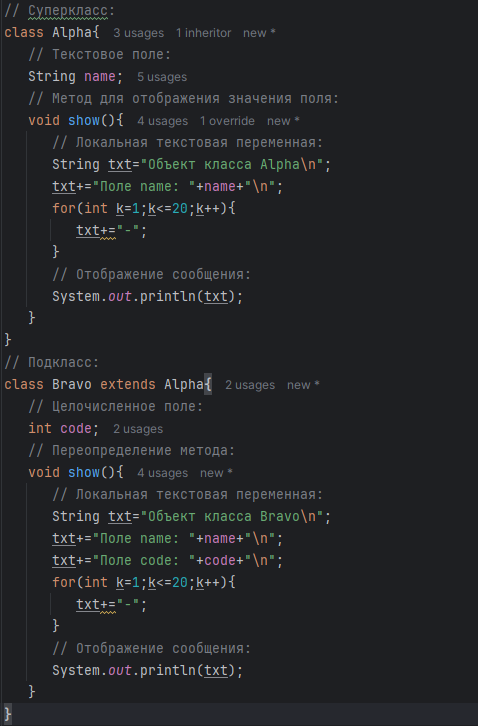 // Суперкласс:
class Alpha{ 3 usages 1 inheritor new *
// Текстовое поле:
String name; 5 usages
// Метод для отображения значения поля:
void show(){ 4 usages 1 override new *
// Локальная текстовая переменная:
String txt="Объект класса Alpha\n";
txt+="Поле name: "+name+"\n";
for(int k=1;k<=20;k++){
txt+="-";
}
// Отображение сообщения:
System.out.println(txt);
}
}
// Подкласс:
class Bravo extends Alpha{ 2 usages new *
// Целочисленное поле:
int code; 2 usages
// Переопределение метода:
void show(){ 4 usages new *
// Локальная текстовая переменная:
String txt="Объект класса Bravo\n";
txt+="Поле name: "+name+"\n";
txt+="Поле code: "+code+"\n";
for(int k=1;k<=20;k++){
txt+="-";
}
// Отображение сообщения:
System.out.println(txt);
}
}